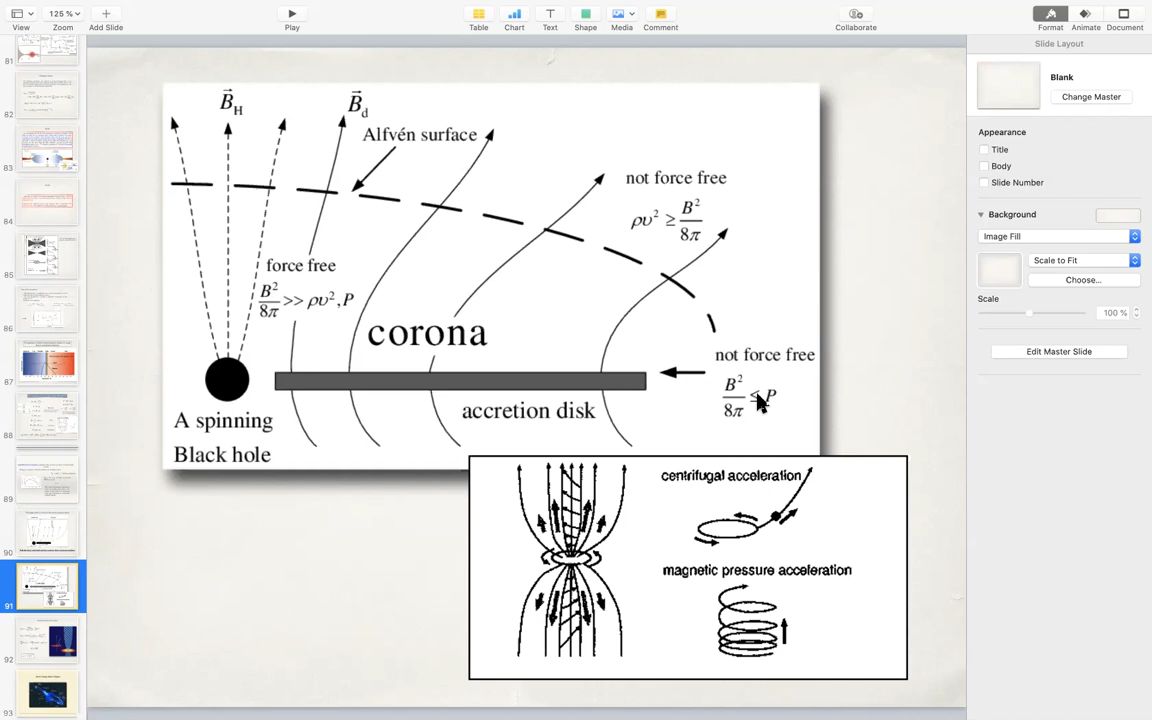 125 %
View
Zoom
Add Slide
Play
Table
Chart
Text
Shape
Media
Comment
Collaborate
Format
Animate
Document
81
82
83
84
85
86
87
88
89
90
91
92
93
B⃗H
B⃗d
Alfvén surface
not force free
ρυ² ≥ B²/8π
force free
B²/8π >> ρυ², P
corona
not force free
B²/8π ≤ P
accretion disk
A spinning
Black hole
centrifugal acceleration
magnetic pressure acceleration
Slide Layout
Blank
Change Master
Appearance
Title
Body
Slide Number
Background
Image Fill
Scale to Fit
Choose...
Scale
100 %
Edit Master Slide